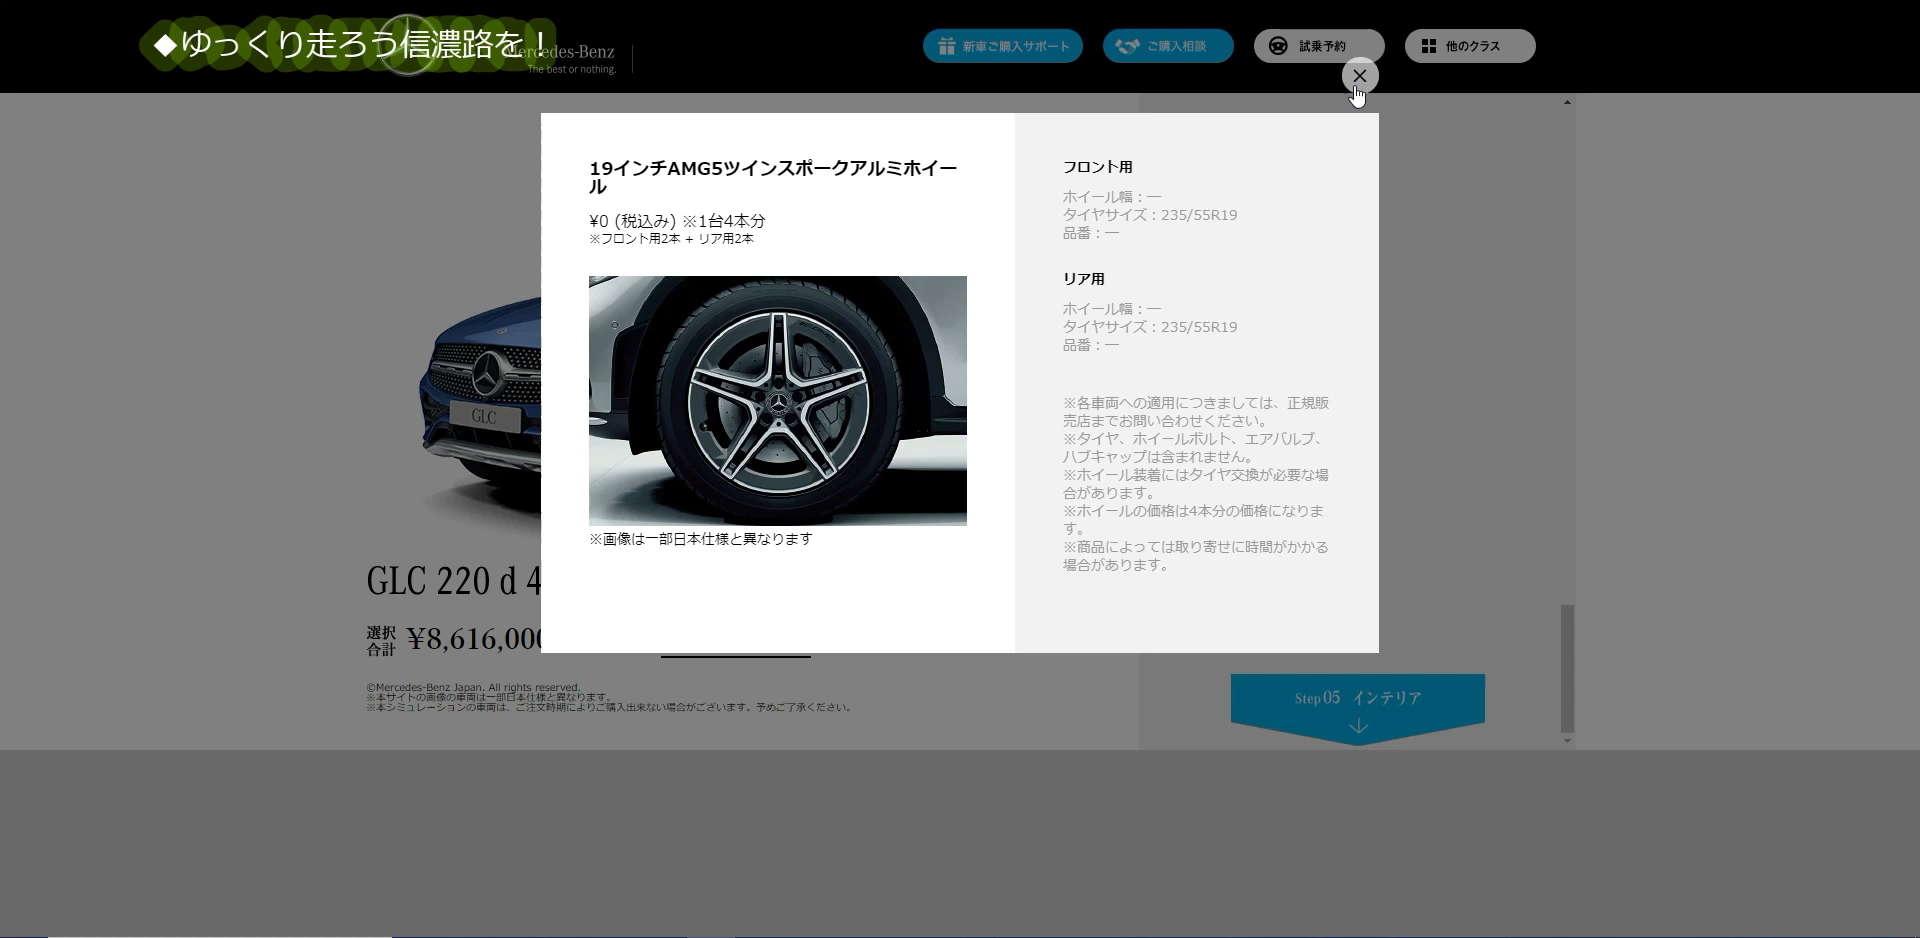 ◆ゆっくり走ろう信濃路を！
Mercedes-Benz
The best or nothing.
新車ご購入サポート
ご購入相談
試乗予約
他のクラス
19インチAMG5ツインスポークアルミホイー
ル
¥0 (税込み) ※1台4本分
※フロント用2本 + リア用2本
※画像は一部日本仕様と異なります
フロント用
ホイール幅：―
タイヤサイズ：235/55R19
品番：―
リア用
ホイール幅：―
タイヤサイズ：235/55R19
品番：―
※各車両への適用につきましては、正規販
売店までお問い合わせください。
※タイヤ、ホイールボルト、エアバルブ、
ハブキャップは含まれません。
※ホイール装着にはタイヤ交換が必要な場
合があります。
※ホイールの価格は4本分の価格になりま
す。
※商品によっては取り寄せに時間がかかる
場合があります。
GLC
GLC 220 d 4
選択
合計
¥8,616,000
©Mercedes-Benz Japan. All rights reserved.
※本サイトの画像の車両は一部日本仕様と異なります。
※本シミュレーションの車両は、ご注文時期によりご購入出来ない場合がございます。予めご了承ください。
Step 05 インテリア